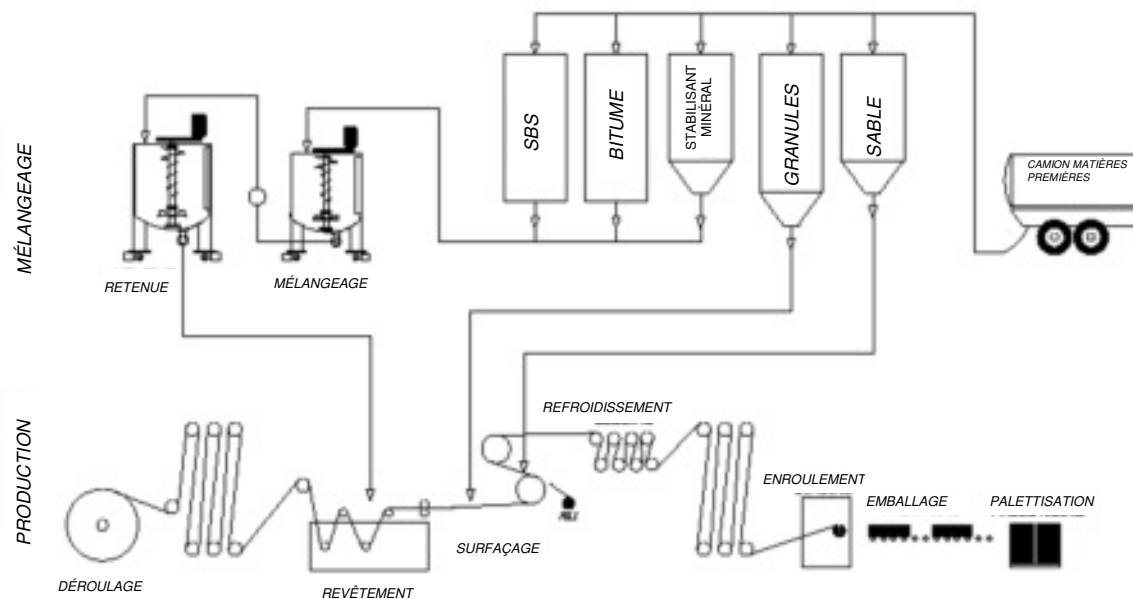 MÉLANGEAGE
SBS
BITUME
STABILISANT
MINÉRAL
GRANULES
SABLE
CAMION MATIÈRES
PREMIÈRES
RETENUE
MÉLANGEAGE
PRODUCTION
REFROIDISSEMENT
ENROULEMENT
EMBALLAGE
PALETTISATION
SURFAÇAGE
DÉROULAGE
REVÊTEMENT